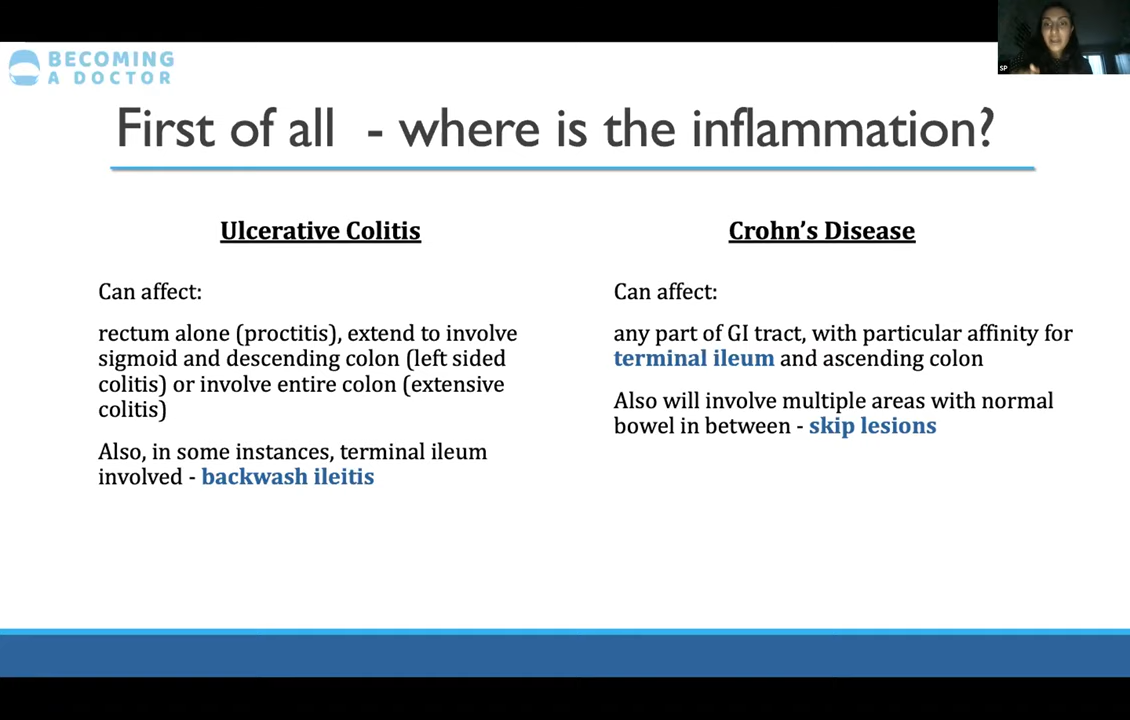 BECOMING
A DOCTOR
SP
First of all - where is the inflammation?
Ulcerative Colitis
Can affect:
rectum alone (proctitis), extend to involve
sigmoid and descending colon (left sided
colitis) or involve entire colon (extensive
colitis)
Also, in some instances, terminal ileum
involved - backwash ileitis
Crohn's Disease
Can affect:
any part of GI tract, with particular affinity for
terminal ileum and ascending colon
Also will involve multiple areas with normal
bowel in between - skip lesions